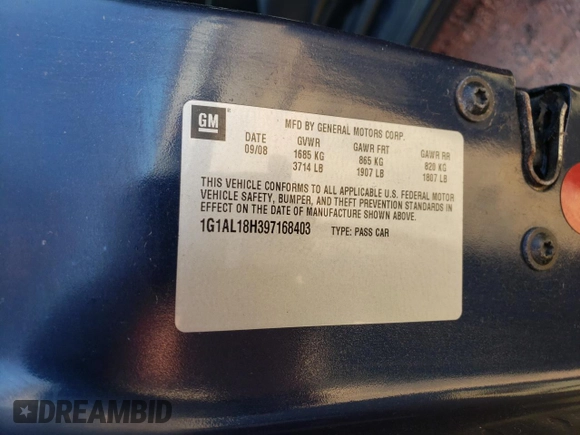 GM ®
MFD BY GENERAL MOTORS CORP.
DATE GVWR GAWR FRT GAWR RR
09/08 1685 KG 865 KG 820 KG
3714 LB 1907 LB 1807 LB
THIS VEHICLE CONFORMS TO ALL APPLICABLE U.S. FEDERAL MOTOR
VEHICLE SAFETY, BUMPER, AND THEFT PREVENTION STANDARDS IN
EFFECT ON THE DATE OF MANUFACTURE SHOWN ABOVE.
1G1AL18H397168403 TYPE: PASS CAR
DREAMBID